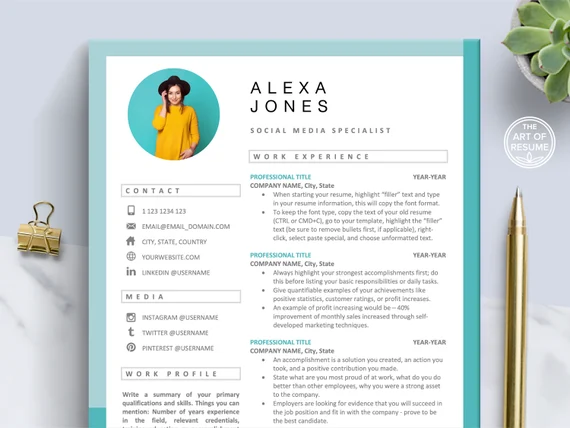 ALEXA
JONES
SOCIAL MEDIA SPECIALIST
CONTACT
1 123 1234 123
EMAIL@EMAIL_DOMAIN.COM
CITY, STATE, COUNTRY
YOURWEBSITE.COM
LINKEDIN @USERNAME
MEDIA
INSTAGRAM @USERNAME
TWITTER @USERNAME
PINTEREST @USERNAME
WORK PROFILE
Write a summary of your primary
qualifications and skills. Things you can
mention: Number of years experience
in the field, relevant credentials,
WORK EXPERIENCE
PROFESSIONAL TITLE YEAR-YEAR
COMPANY NAME, City, State
• When starting your resume, highlight “filler” text and type
in your resume information, this will copy the format.
• To keep the font type, copy the text of your old resume
(CTRL or CMD+C), go to your template, highlight the “filler”
text (be sure to remove bullets first, if applicable), right-
click, select paste special, and choose unformatted text.
PROFESSIONAL TITLE YEAR-YEAR
COMPANY NAME, City, State
• Always highlight your strongest accomplishments first; do
this before listing your basic responsibilities or daily tasks.
• Give quantifiable examples of your achievements like
positive statistics, customer ratings, or profit increases.
• An example of profit increasing would be – 40%
improvement of monthly sales increased through self-
developed marketing techniques.
PROFESSIONAL TITLE YEAR-YEAR
COMPANY NAME, City, State
• An accomplishment is a solution you created, an action you
took, and a positive contribution you made.
• State what are you most proud of at work, what do you do
better than other employees, why you were a strong asset
to the company.
• Employers are looking for evidence that you will succeed in
the job position and fit in with the company - prove to be
the best candidate.
THE
ART OF
RESUME